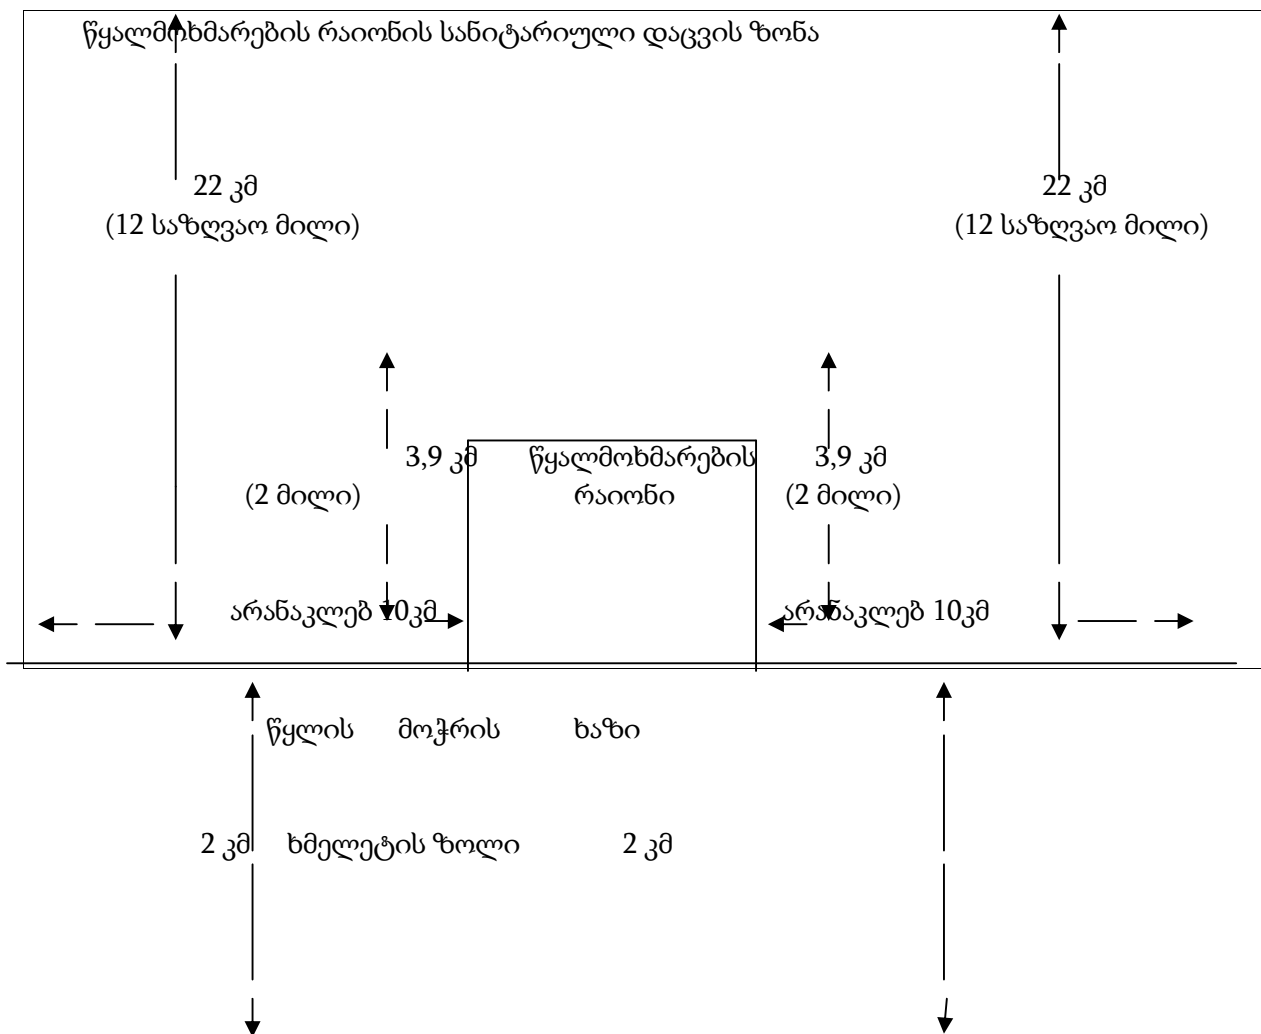 წყალმოხმარების რაიონის სანიტარიული დაცვის ზონა
22 კმ 22 კმ
(12 საზღვაო მილი) (12 საზღვაო მილი)
3,9 კმ წყალმოხმარების 3,9 კმ
(2 მილი) რაიონი (2 მილი)
არანაკლებ 10კმ არანაკლებ 10კმ
წყლის მოჭრის ხაზი
2 კმ ხმელეტის ზოლი 2 კმ